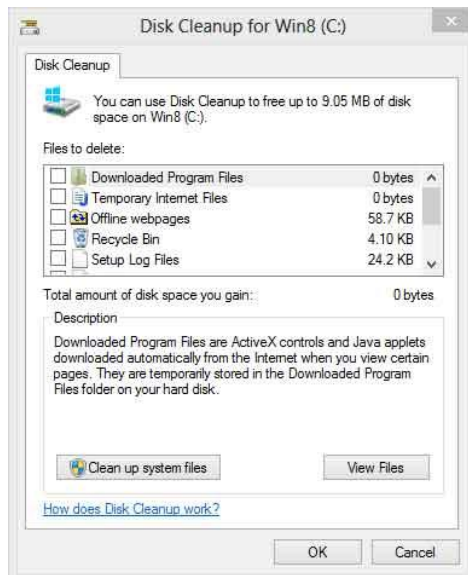 Disk Cleanup for Win8 (C:)
Disk Cleanup
You can use Disk Cleanup to free up to 9.05 MB of disk
space on Win8 (C:).
Files to delete:
Downloaded Program Files 0 bytes
Temporary Internet Files 0 bytes
Offline webpages 58.7 KB
Recycle Bin 4.10 KB
Setup Log Files 24.2 KB
Total amount of disk space you gain: 0 bytes
Description
Downloaded Program Files are ActiveX controls and Java applets
downloaded automatically from the Internet when you view certain
pages. They are temporarily stored in the Downloaded Program
Files folder on your hard disk.
Clean up system files View Files
How does Disk Cleanup work?
OK Cancel